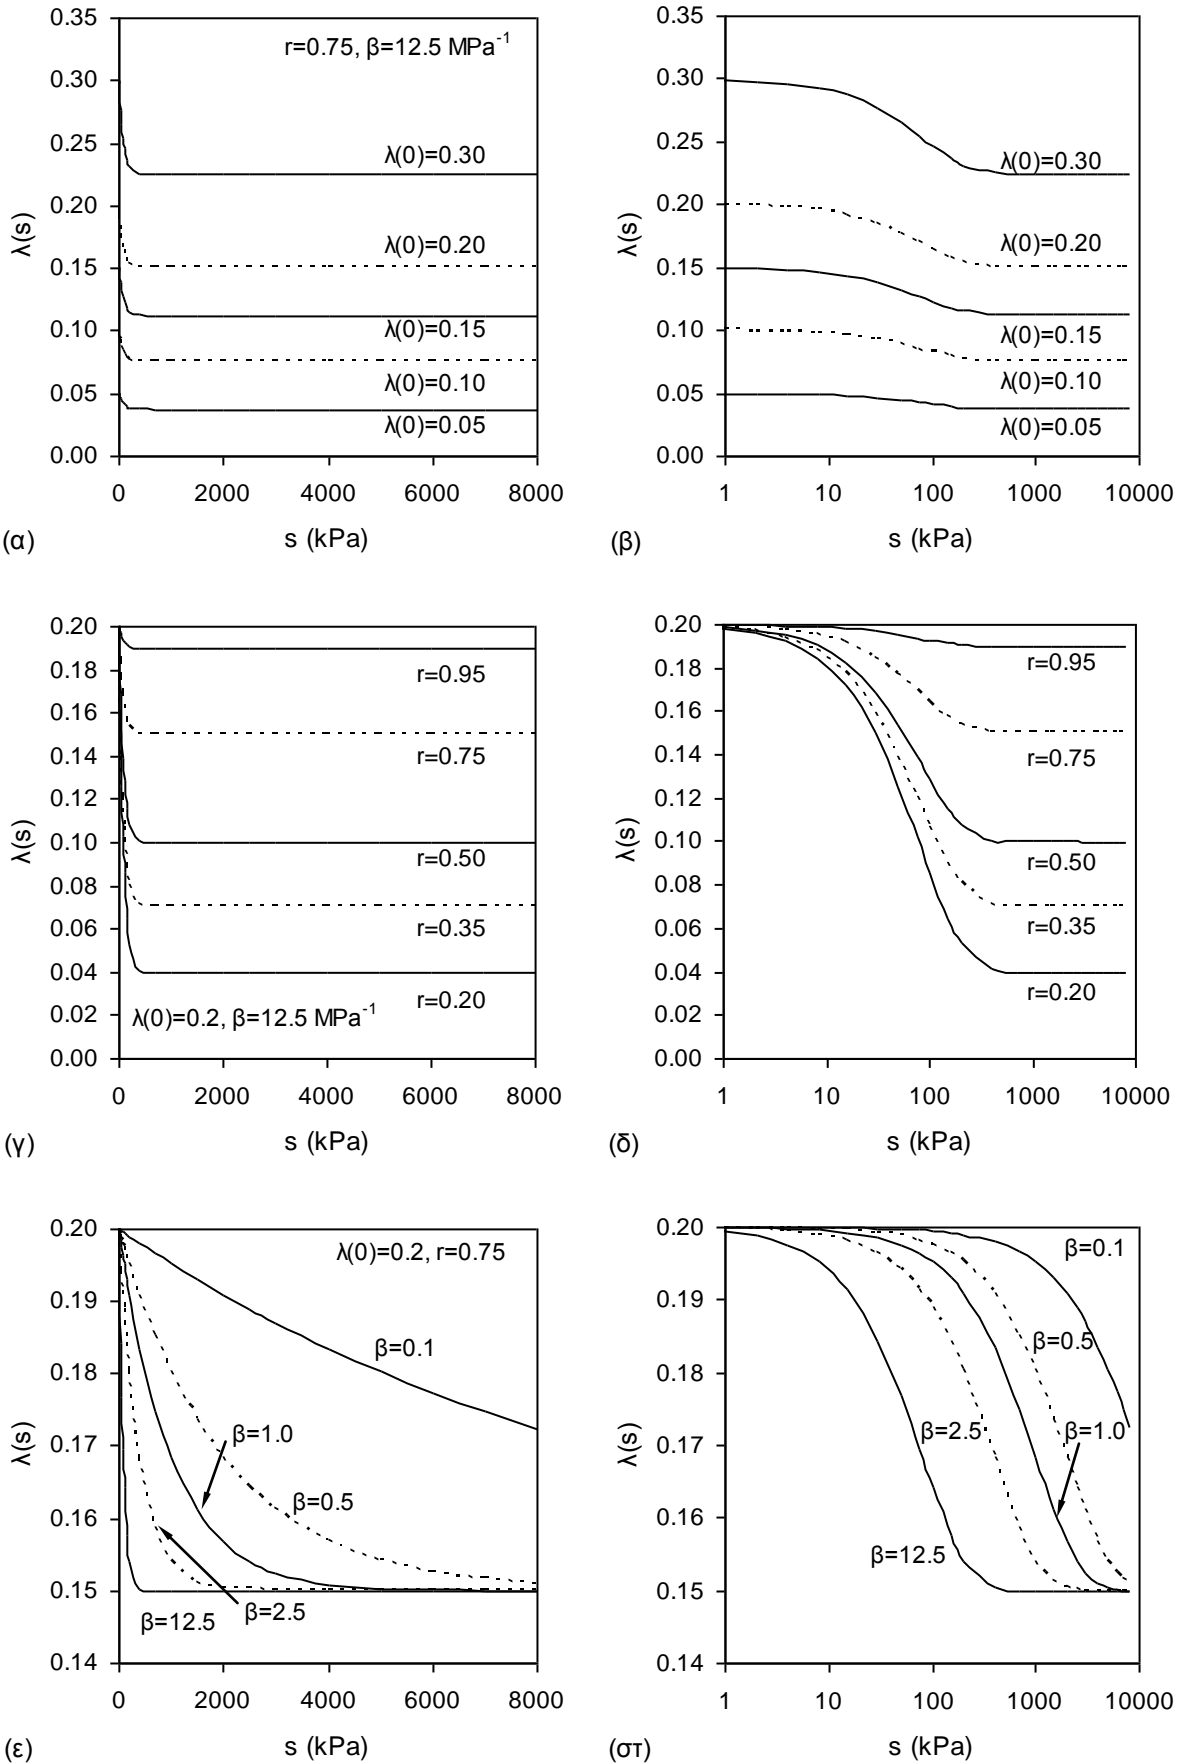 0.35
0.30
0.25
0.20
0.15
0.10
0.05
0.00
λ(s)
r=0.75, β=12.5 MPa-1
λ(0)=0.30
λ(0)=0.20
λ(0)=0.15
λ(0)=0.10
λ(0)=0.05
0 2000 4000 6000 8000
s (kPa)
(α)
0.35
0.30
0.25
0.20
0.15
0.10
0.05
0.00
λ(s)
λ(0)=0.30
λ(0)=0.20
λ(0)=0.15
λ(0)=0.10
λ(0)=0.05
1 10 100 1000 10000
s (kPa)
(β)
0.20
0.18
0.16
0.14
0.12
0.10
0.08
0.06
0.04
0.02
0.00
λ(s)
r=0.95
r=0.75
r=0.50
r=0.35
r=0.20
λ(0)=0.2, β=12.5 MPa-1
0 2000 4000 6000 8000
s (kPa)
(γ)
0.20
0.18
0.16
0.14
0.12
0.10
0.08
0.06
0.04
0.02
0.00
λ(s)
r=0.95
r=0.75
r=0.50
r=0.35
r=0.20
1 10 100 1000 10000
s (kPa)
(δ)
0.20
0.19
0.18
0.17
0.16
0.15
0.14
λ(s)
λ(0)=0.2, r=0.75
β=0.1
β=1.0
β=0.5
β=2.5
β=12.5
0 2000 4000 6000 8000
s (kPa)
(ε)
0.20
0.19
0.18
0.17
0.16
0.15
0.14
λ(s)
β=0.1
β=0.5
β=2.5
β=1.0
β=12.5
1 10 100 1000 10000
s (kPa)
(στ)